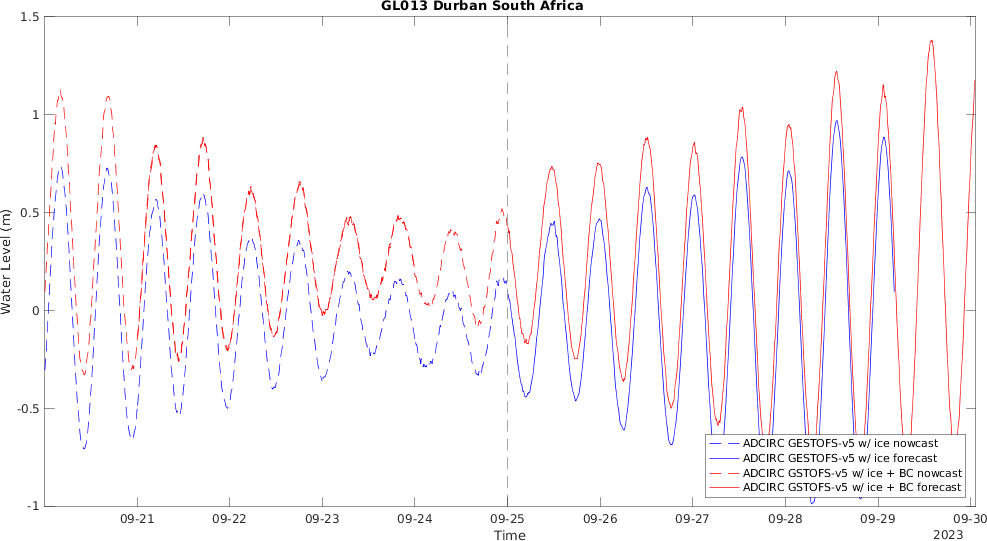 GL013 Durban South Africa
1.5
1
0.5
0
-0.5
-1
Water Level (m)
09-21 09-22 09-23 09-24 09-25 09-26 09-27 09-28 09-29 09-30
Time
2023
ADCIRC GESTOFS-v5 w/ ice nowcast
ADCIRC GESTOFS-v5 w/ ice forecast
ADCIRC GSTOFS-v5 w/ ice + BC nowcast
ADCIRC GSTOFS-v5 w/ ice + BC forecast